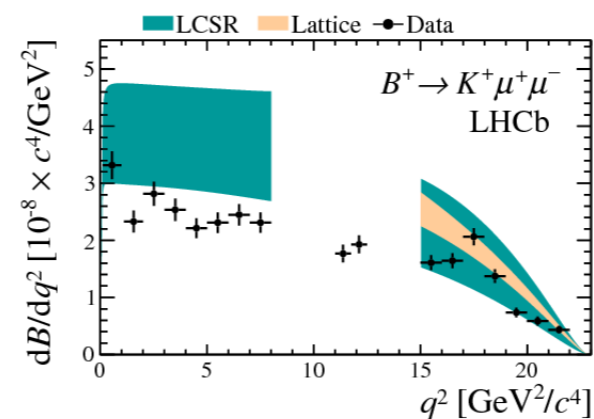 LCSR Lattice Data
B⁺ → K⁺μ⁺μ⁻
LHCb
dB/dq² [10⁻⁸ × c⁴/GeV²]
5
4
3
2
1
0
0 5 10 15 20
q² [GeV²/c⁴]